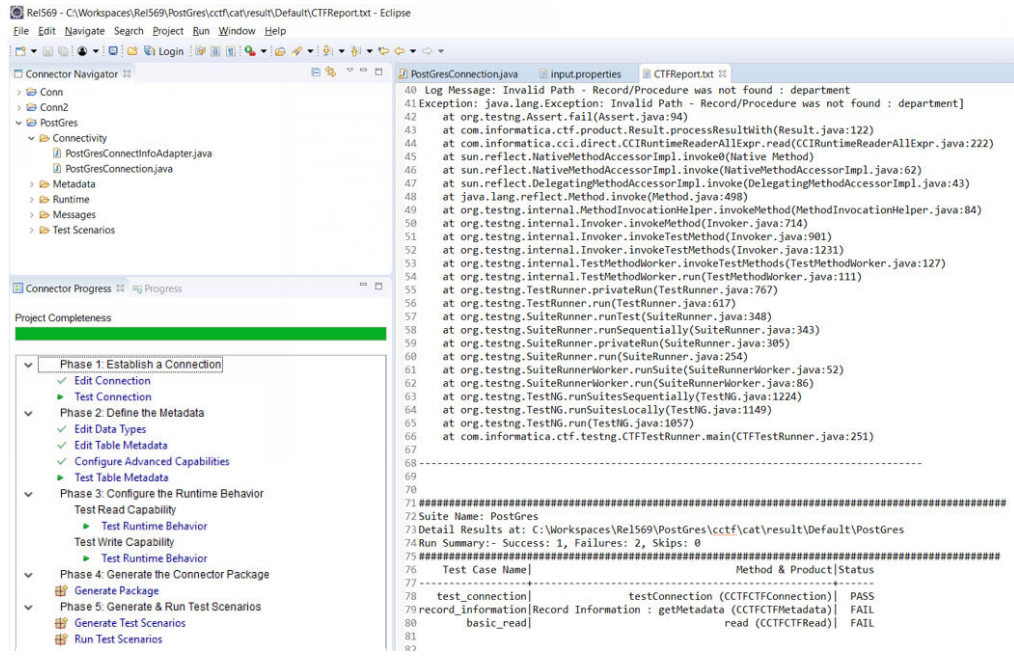 Rel569 - C:\Workspaces\Rel569\PostGres\cctf\cat\result\Default\CTFReport.txt - Eclipse
File Edit Navigate Search Project Run Window Help
Login
Connector Navigator
Conn
Conn2
PostGres
Connectivity
PostGresConnectInfoAdapter.java
PostGresConnection.java
Metadata
Runtime
Messages
Test Scenarios
Connector Progress Progress
Project Completeness
Phase 1: Establish a Connection
Edit Connection
Test Connection
Phase 2: Define the Metadata
Edit Data Types
Edit Table Metadata
Configure Advanced Capabilities
Test Table Metadata
Phase 3: Configure the Runtime Behavior
Test Read Capability
Test Runtime Behavior
Test Write Capability
Test Runtime Behavior
Phase 4: Generate the Connector Package
Generate Package
Phase 5: Generate & Run Test Scenarios
Generate Test Scenarios
Run Test Scenarios
PostGresConnection.java input.properties CTFReport.txt
40 Log Message: Invalid Path - Record/Procedure was not found : department
41 Exception: java.lang.Exception: Invalid Path - Record/Procedure was not found : department]
42 at org.testng.Assert.fail(Assert.java:94)
43 at com.informatica.ctf.product.Result.processResultWith(Result.java:122)
44 at com.informatica.cci.direct.CCIRuntimeReaderAllExpr.read(CCIRuntimeReaderAllExpr.java:222)
45 at sun.reflect.NativeMethodAccessorImpl.invoke0(Native Method)
46 at sun.reflect.NativeMethodAccessorImpl.invoke(NativeMethodAccessorImpl.java:62)
47 at sun.reflect.DelegatingMethodAccessorImpl.invoke(DelegatingMethodAccessorImpl.java:43)
48 at java.lang.reflect.Method.invoke(Method.java:498)
49 at org.testng.internal.MethodInvocationHelper.invokeMethod(MethodInvocationHelper.java:84)
50 at org.testng.internal.Invoker.invokeMethod(Invoker.java:714)
51 at org.testng.internal.Invoker.invokeTestMethod(Invoker.java:901)
52 at org.testng.internal.Invoker.invokeTestMethods(Invoker.java:1231)
53 at org.testng.internal.TestMethodWorker.invokeTestMethods(TestMethodWorker.java:127)
54 at org.testng.internal.TestMethodWorker.run(TestMethodWorker.java:111)
55 at org.testng.TestRunner.privateRun(TestRunner.java:767)
56 at org.testng.TestRunner.run(TestRunner.java:617)
57 at org.testng.SuiteRunner.runTest(SuiteRunner.java:348)
58 at org.testng.SuiteRunner.runSequentially(SuiteRunner.java:343)
59 at org.testng.SuiteRunner.privateRun(SuiteRunner.java:305)
60 at org.testng.SuiteRunner.run(SuiteRunner.java:254)
61 at org.testng.SuiteRunnerWorker.runSuite(SuiteRunnerWorker.java:52)
62 at org.testng.SuiteRunnerWorker.run(SuiteRunnerWorker.java:86)
63 at org.testng.TestNG.runSuitesSequentially(TestNG.java:1224)
64 at org.testng.TestNG.runSuitesLocally(TestNG.java:1149)
65 at org.testng.TestNG.run(TestNG.java:1057)
66 at com.informatica.ctf.testng.CTFTestRunner.main(CTFTestRunner.java:251)
67
68 ------------------------------------------------------------------------------------
69
70
71 ####################################################################################################
72 Suite Name: PostGres
73 Detail Results at: C:\Workspaces\Rel569\PostGres\cctf\cat\result\Default\PostGres
74 Run Summary:- Success: 1, Failures: 2, Skips: 0
75 ###################################################################################################
76 Test Case Name| Method & Product|Status
77 ------------------+--------------------------------------------------+------
78 test_connection| testConnection (CCTFCTFConnection)| PASS
79 record_information|Record Information : getMetadata (CCTFCTFMetadata)| FAIL
80 basic_read| read (CCTFCTFRead)| FAIL
81
82